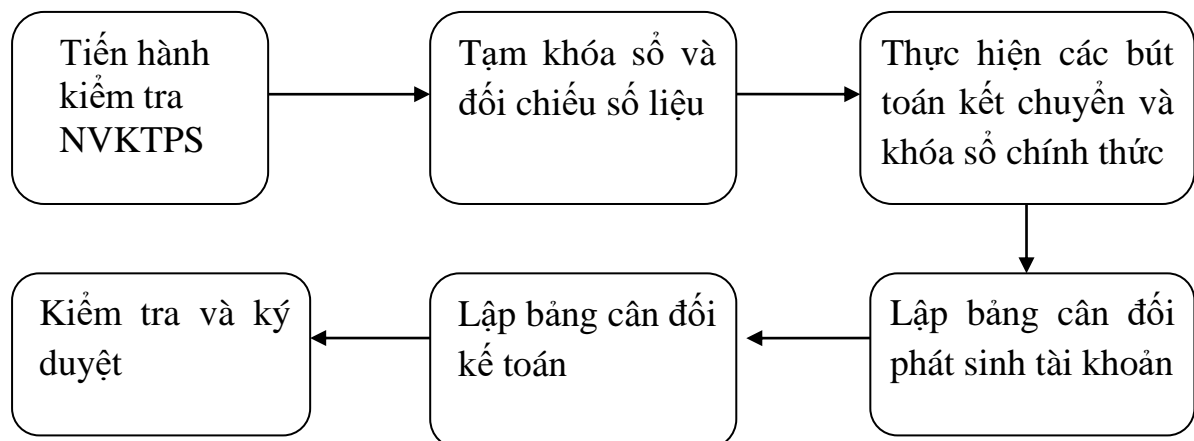 Tiến hành
kiểm tra
NVKTPS
Tạm khóa sổ và
đối chiếu số liệu
Thực hiện các bút
toán kết chuyển và
khóa sổ chính thức
Lập bảng cân đối
phát sinh tài khoản
Lập bảng cân đối
kế toán
Kiểm tra và ký
duyệt